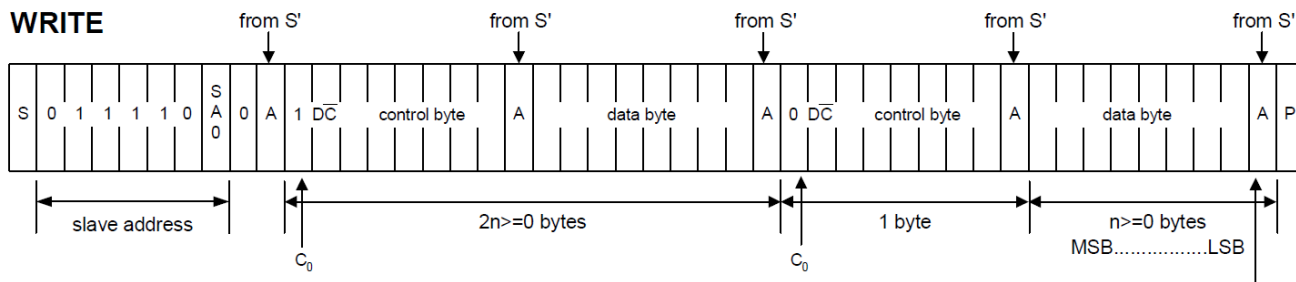 WRITE
from S' from S' from S' from S' from S'
S 0 1 1 1 1 0 SA0 0 A 1 DC̅ control byte A data byte A 0 DC̅ control byte A data byte A P
slave address 2n>=0 bytes 1 byte n>=0 bytes
MSB.................LSB
C₀ C₀